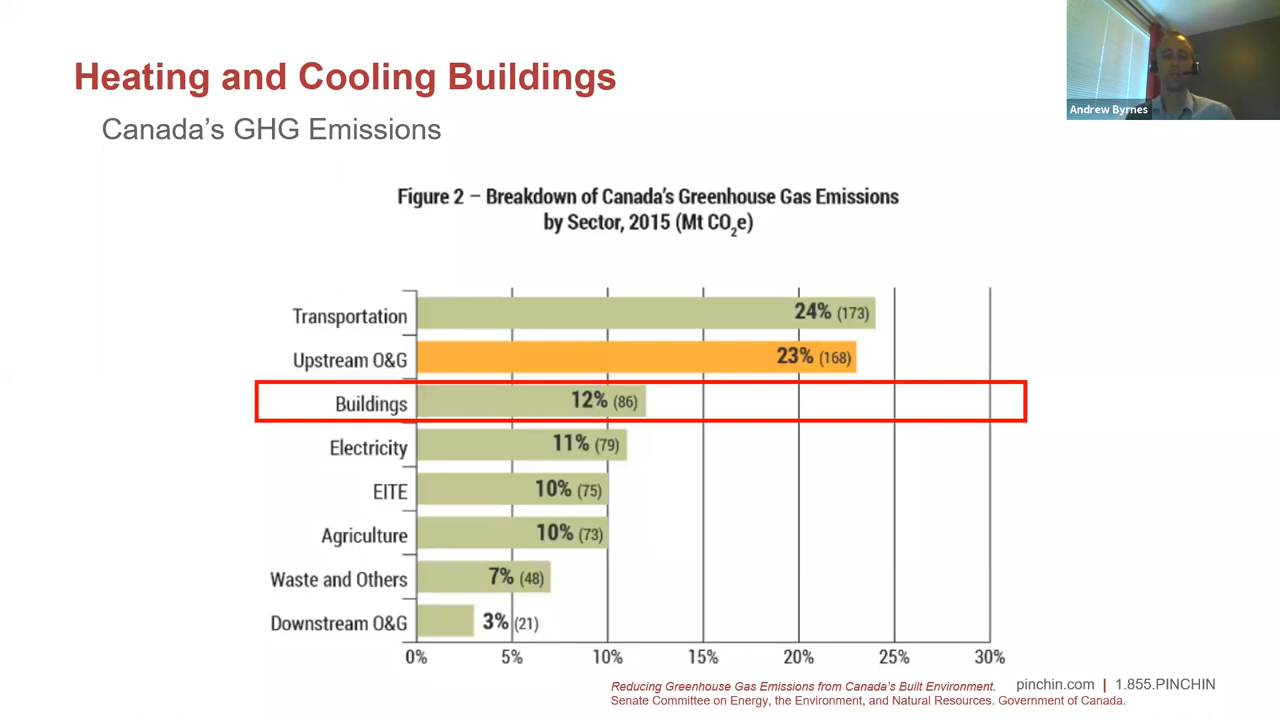 Heating and Cooling Buildings
Canada's GHG Emissions
Andrew Byrnes
Figure 2 – Breakdown of Canada's Greenhouse Gas Emissions
by Sector, 2015 (Mt CO₂e)
Transportation 24% (173)
Upstream O&G 23% (168)
Buildings 12% (86)
Electricity 11% (79)
EITE 10% (75)
Agriculture 10% (73)
Waste and Others 7% (48)
Downstream O&G 3% (21)
0% 5% 10% 15% 20% 25% 30%
Reducing Greenhouse Gas Emissions from Canada's Built Environment.
Senate Committee on Energy, the Environment, and Natural Resources. Government of Canada.
pinchin.com | 1.855.PINCHIN